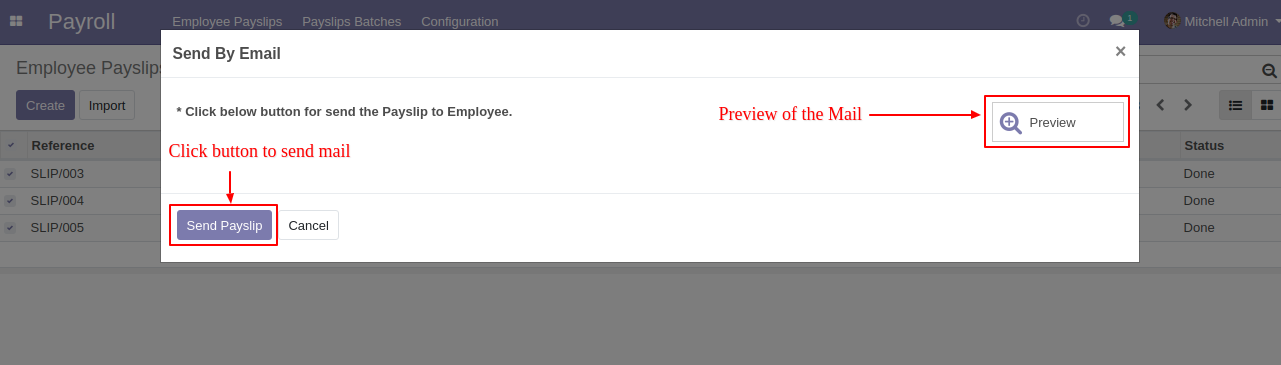 Payroll Employee Payslips Payslips Batches Configuration 1 Mitchell Admin
Send By Email ×
Employee Payslips
Create Import
* Click below button for send the Payslip to Employee.
Preview of the Mail
Preview
Reference Status
Click button to send mail
SLIP/003 Done
SLIP/004 Done
Send Payslip Cancel
SLIP/005 Done